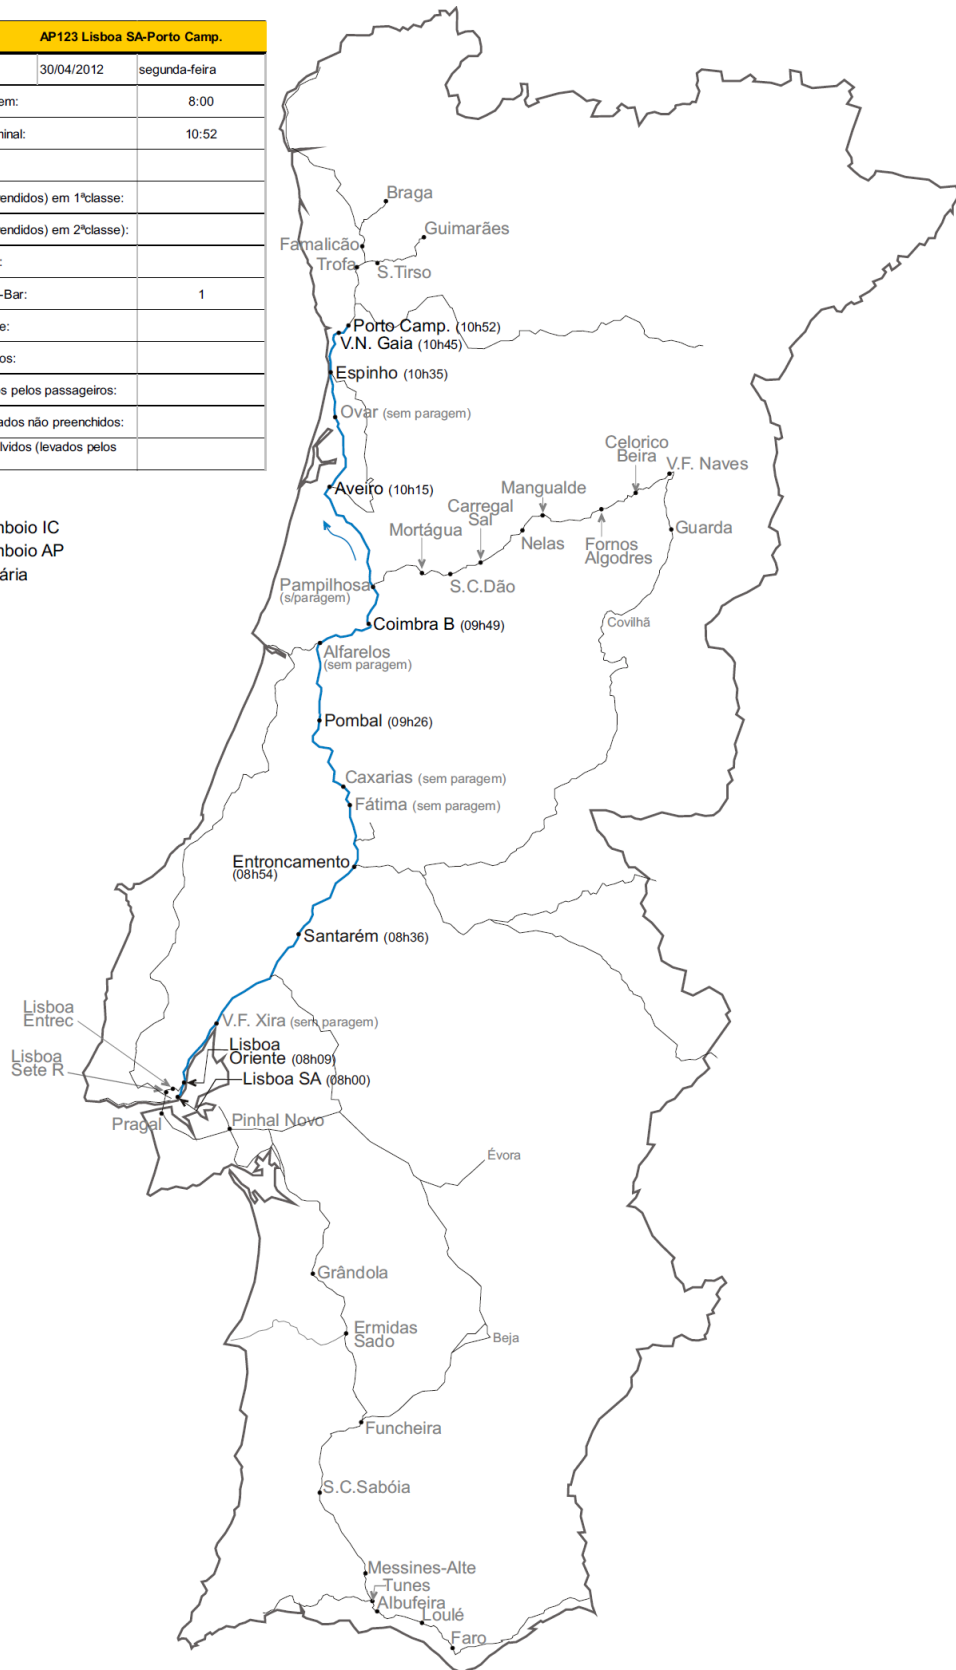 AP123 Lisboa SA-Porto Camp.
30/04/2012 segunda-feira
em: 8:00
minal: 10:52
endidos) em 1ªclasse:
endidos) em 2ªclasse):
:
-Bar: 1
e:
os:
s pelos passageiros:
ados não preenchidos:
lvidos (levados pelos
mboio IC
mboio AP
ária
Braga
Guimarães
Famalicão
Trofa
S.Tirso
Porto Camp. (10h52)
V.N. Gaia (10h45)
Espinho (10h35)
Ovar (sem paragem)
Celorico
Beira
V.F. Naves
Aveiro (10h15)
Mangualde
Carregal
Sal
Mortágua
Guarda
Nelas
Fornos
Algodres
Pampilhosa
(s/paragem)
S.C.Dão
Coimbra B (09h49)
Covilhã
Alfarelos
(sem paragem)
Pombal (09h26)
Caxarias (sem paragem)
Fátima (sem paragem)
Entroncamento
(08h54)
Santarém (08h36)
Lisboa
Entrec
V.F. Xira (sem paragem)
Lisboa
Oriente (08h09)
Lisboa
Sete R
Lisboa SA (08h00)
Pragal
Pinhal Novo
Évora
Grândola
Ermidas
Sado
Beja
Funcheira
S.C.Sabóia
Messines-Alte
Tunes
Albufeira
Loulé
Faro